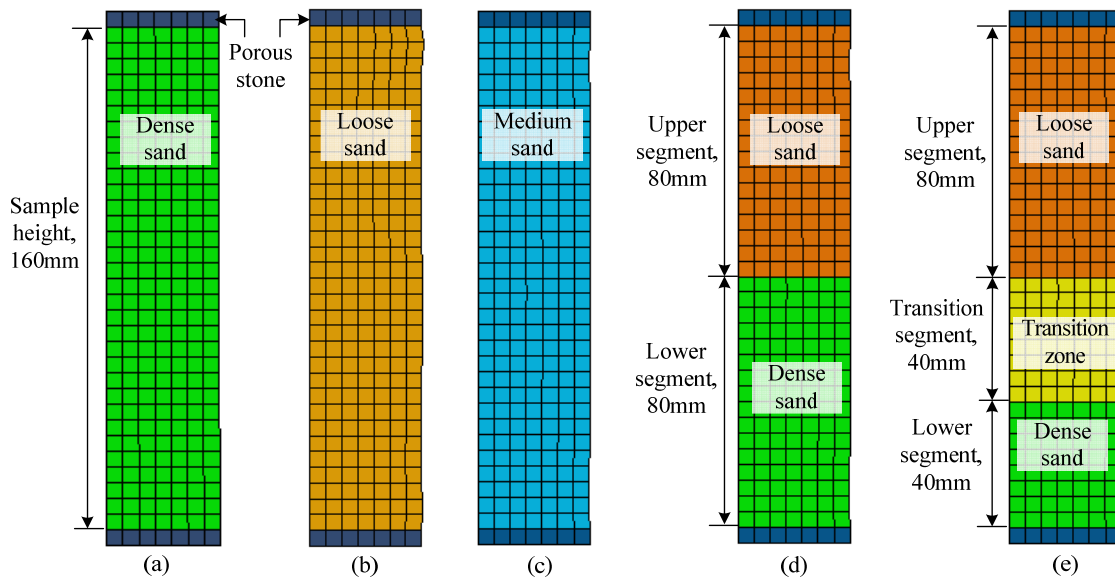 Porous
stone
Dense
sand
Loose
sand
Medium
sand
Sample
height,
160mm
Upper
segment,
80mm
Loose
sand
Lower
segment,
80mm
Dense
sand
Upper
segment,
80mm
Loose
sand
Transition
segment,
40mm
Transition
zone
Lower
segment,
40mm
Dense
sand
(a)
(b)
(c)
(d)
(e)